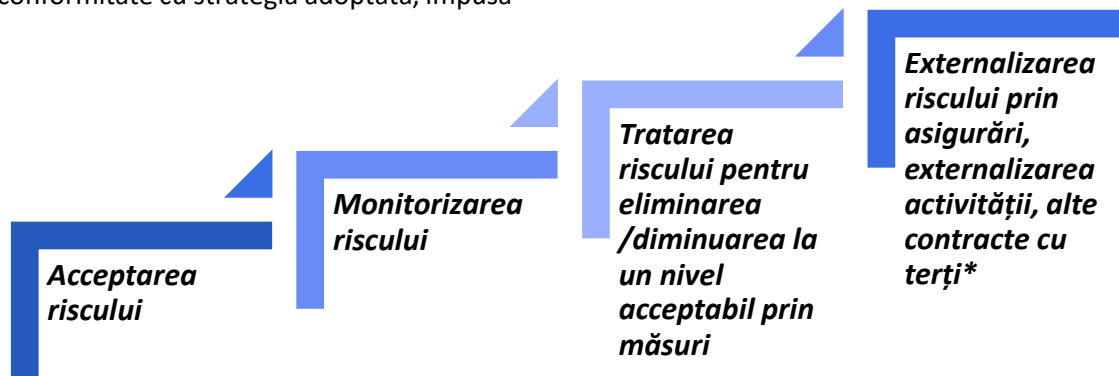 conformitate cu strategia adoptată, impusă
Acceptarea
riscului
Monitorizarea
riscului
Tratarea
riscului pentru
eliminarea
/diminuarea la
un nivel
acceptabil prin
măsuri
Externalizarea
riscului prin
asigurări,
externalizarea
activității, alte
contracte cu
terți*